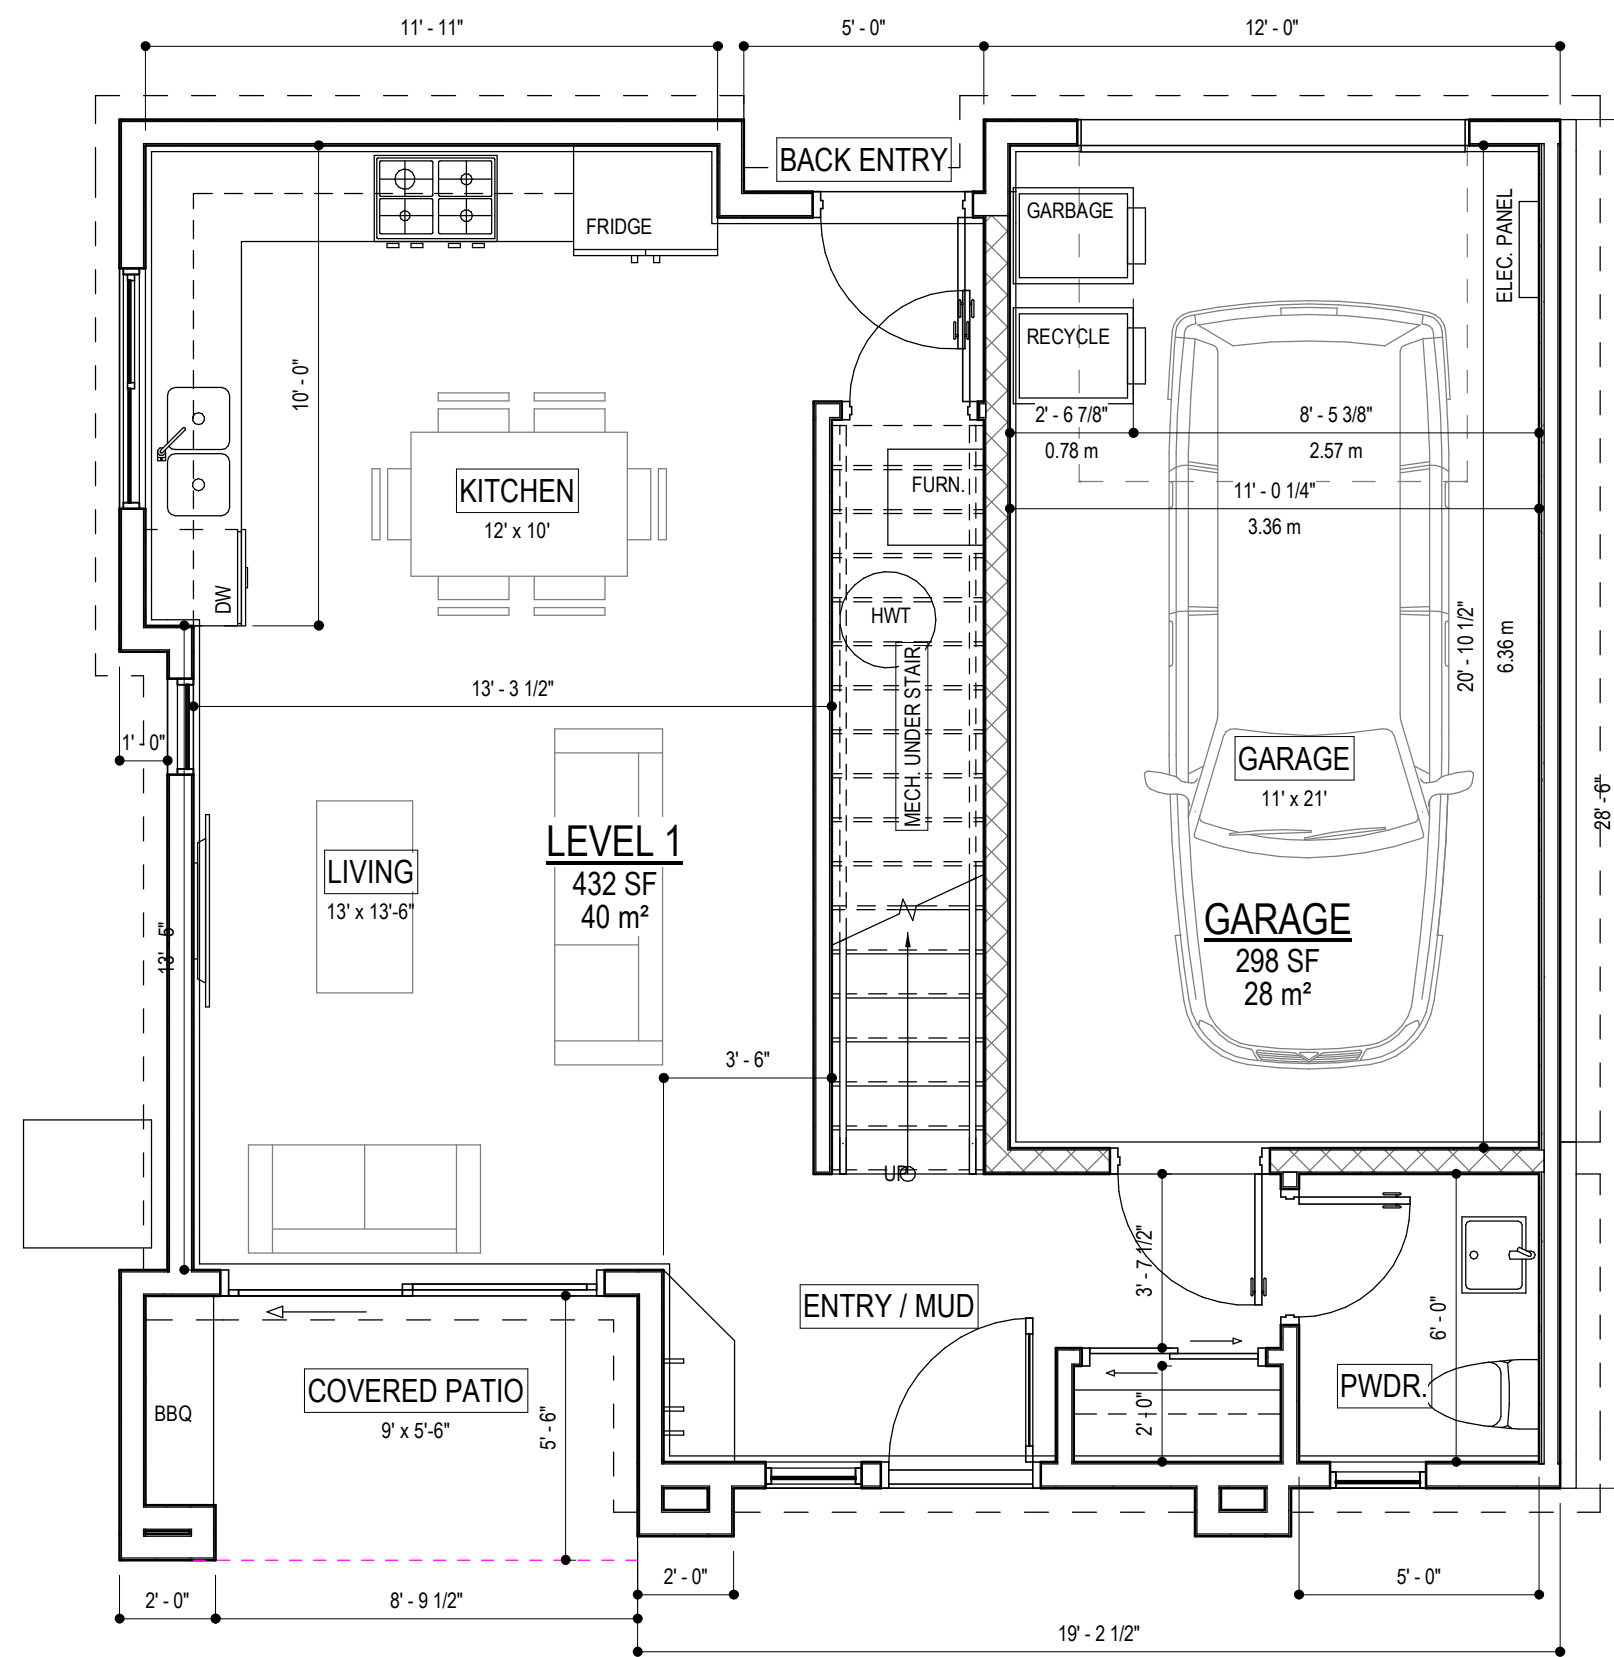 11' - 11"
5' - 0"
12' - 0"
BACK ENTRY
FRIDGE
GARBAGE
ELEC. PANEL
RECYCLE
10' - 0"
2' - 6 7/8"
0.78 m
8' - 5 3/8"
2.57 m
KITCHEN
12' x 10'
FURN.
11' - 0 1/4"
3.36 m
DW
HWT
MECH. UNDER STAIR
20' - 10 1/2"
6.36 m
13' - 3 1/2"
1' - 0"
GARAGE
11' x 21'
28' - 6"
LEVEL 1
432 SF
40 m²
LIVING
13' x 13'-6"
13' - 6"
GARAGE
298 SF
28 m²
3' - 6"
UP
3' - 7 1/2"
ENTRY / MUD
6' - 0"
COVERED PATIO
9' x 5'-6"
BBQ
5' - 6"
2' - 0"
PWDR.
2' - 0"
8' - 9 1/2"
2' - 0"
5' - 0"
19' - 2 1/2"